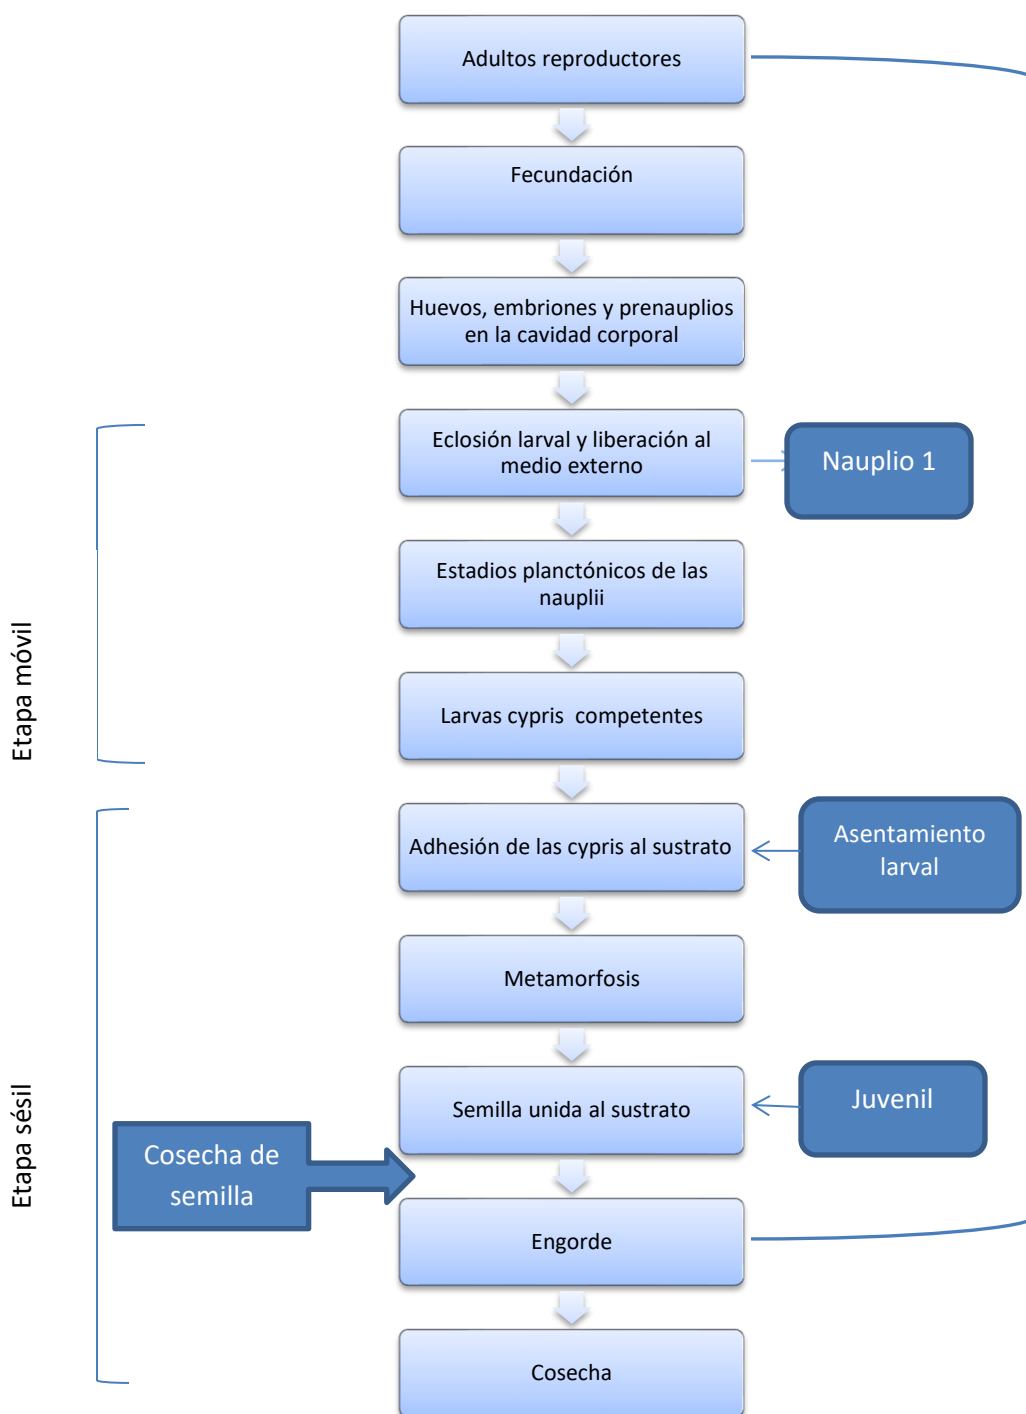 Adultos reproductores
Fecundación
Huevos, embriones y prenauplios
en la cavidad corporal
Eclosión larval y liberación al
medio externo
Nauplio 1
Estadios planctónicos de las
nauplii
Larvas cypris competentes
Etapa móvil
Adhesión de las cypris al sustrato
Asentamiento
larval
Metamorfosis
Semilla unida al sustrato
Juvenil
Etapa sésil
Cosecha de
semilla
Engorde
Cosecha